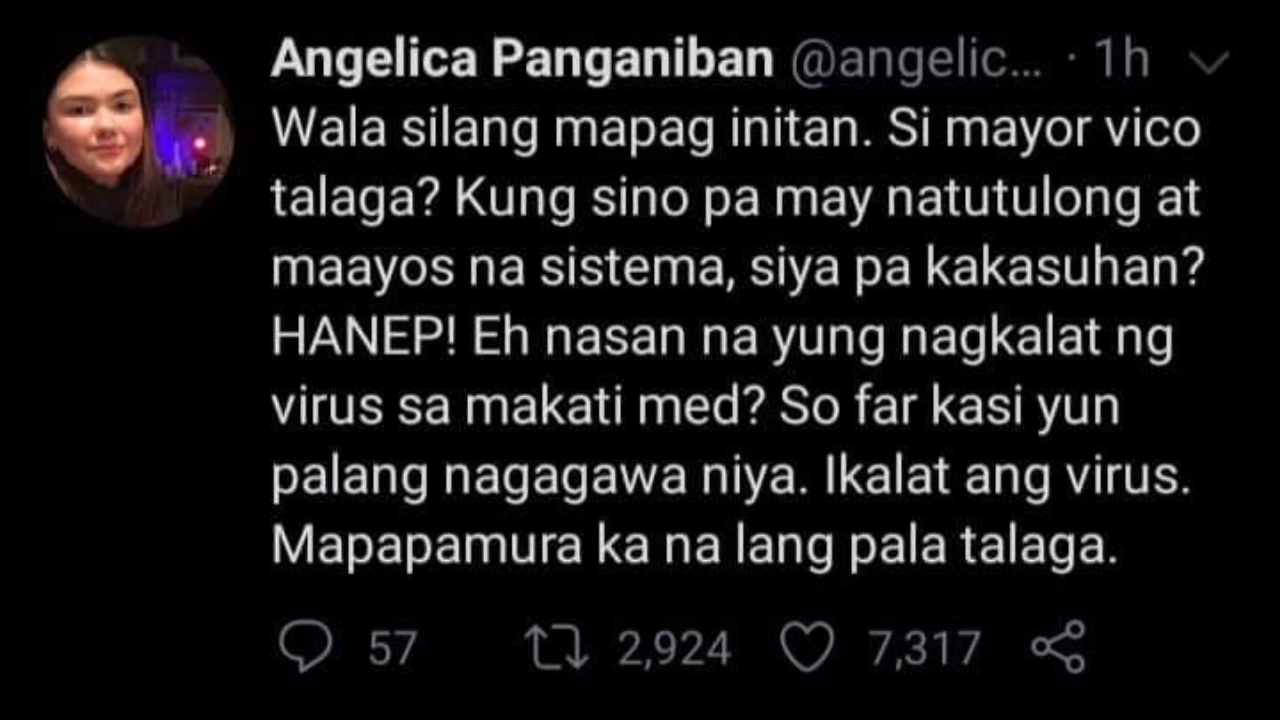 Angelica Panganiban @angelic... · 1h
Wala silang mapag initan. Si mayor vico
talaga? Kung sino pa may natutulong at
maayos na sistema, siya pa kakasuhan?
HANEP! Eh nasan na yung nagkalat ng
virus sa makati med? So far kasi yun
palang nagagawa niya. Ikalat ang virus.
Mapapamura ka na lang pala talaga.
57 2,924 7,317